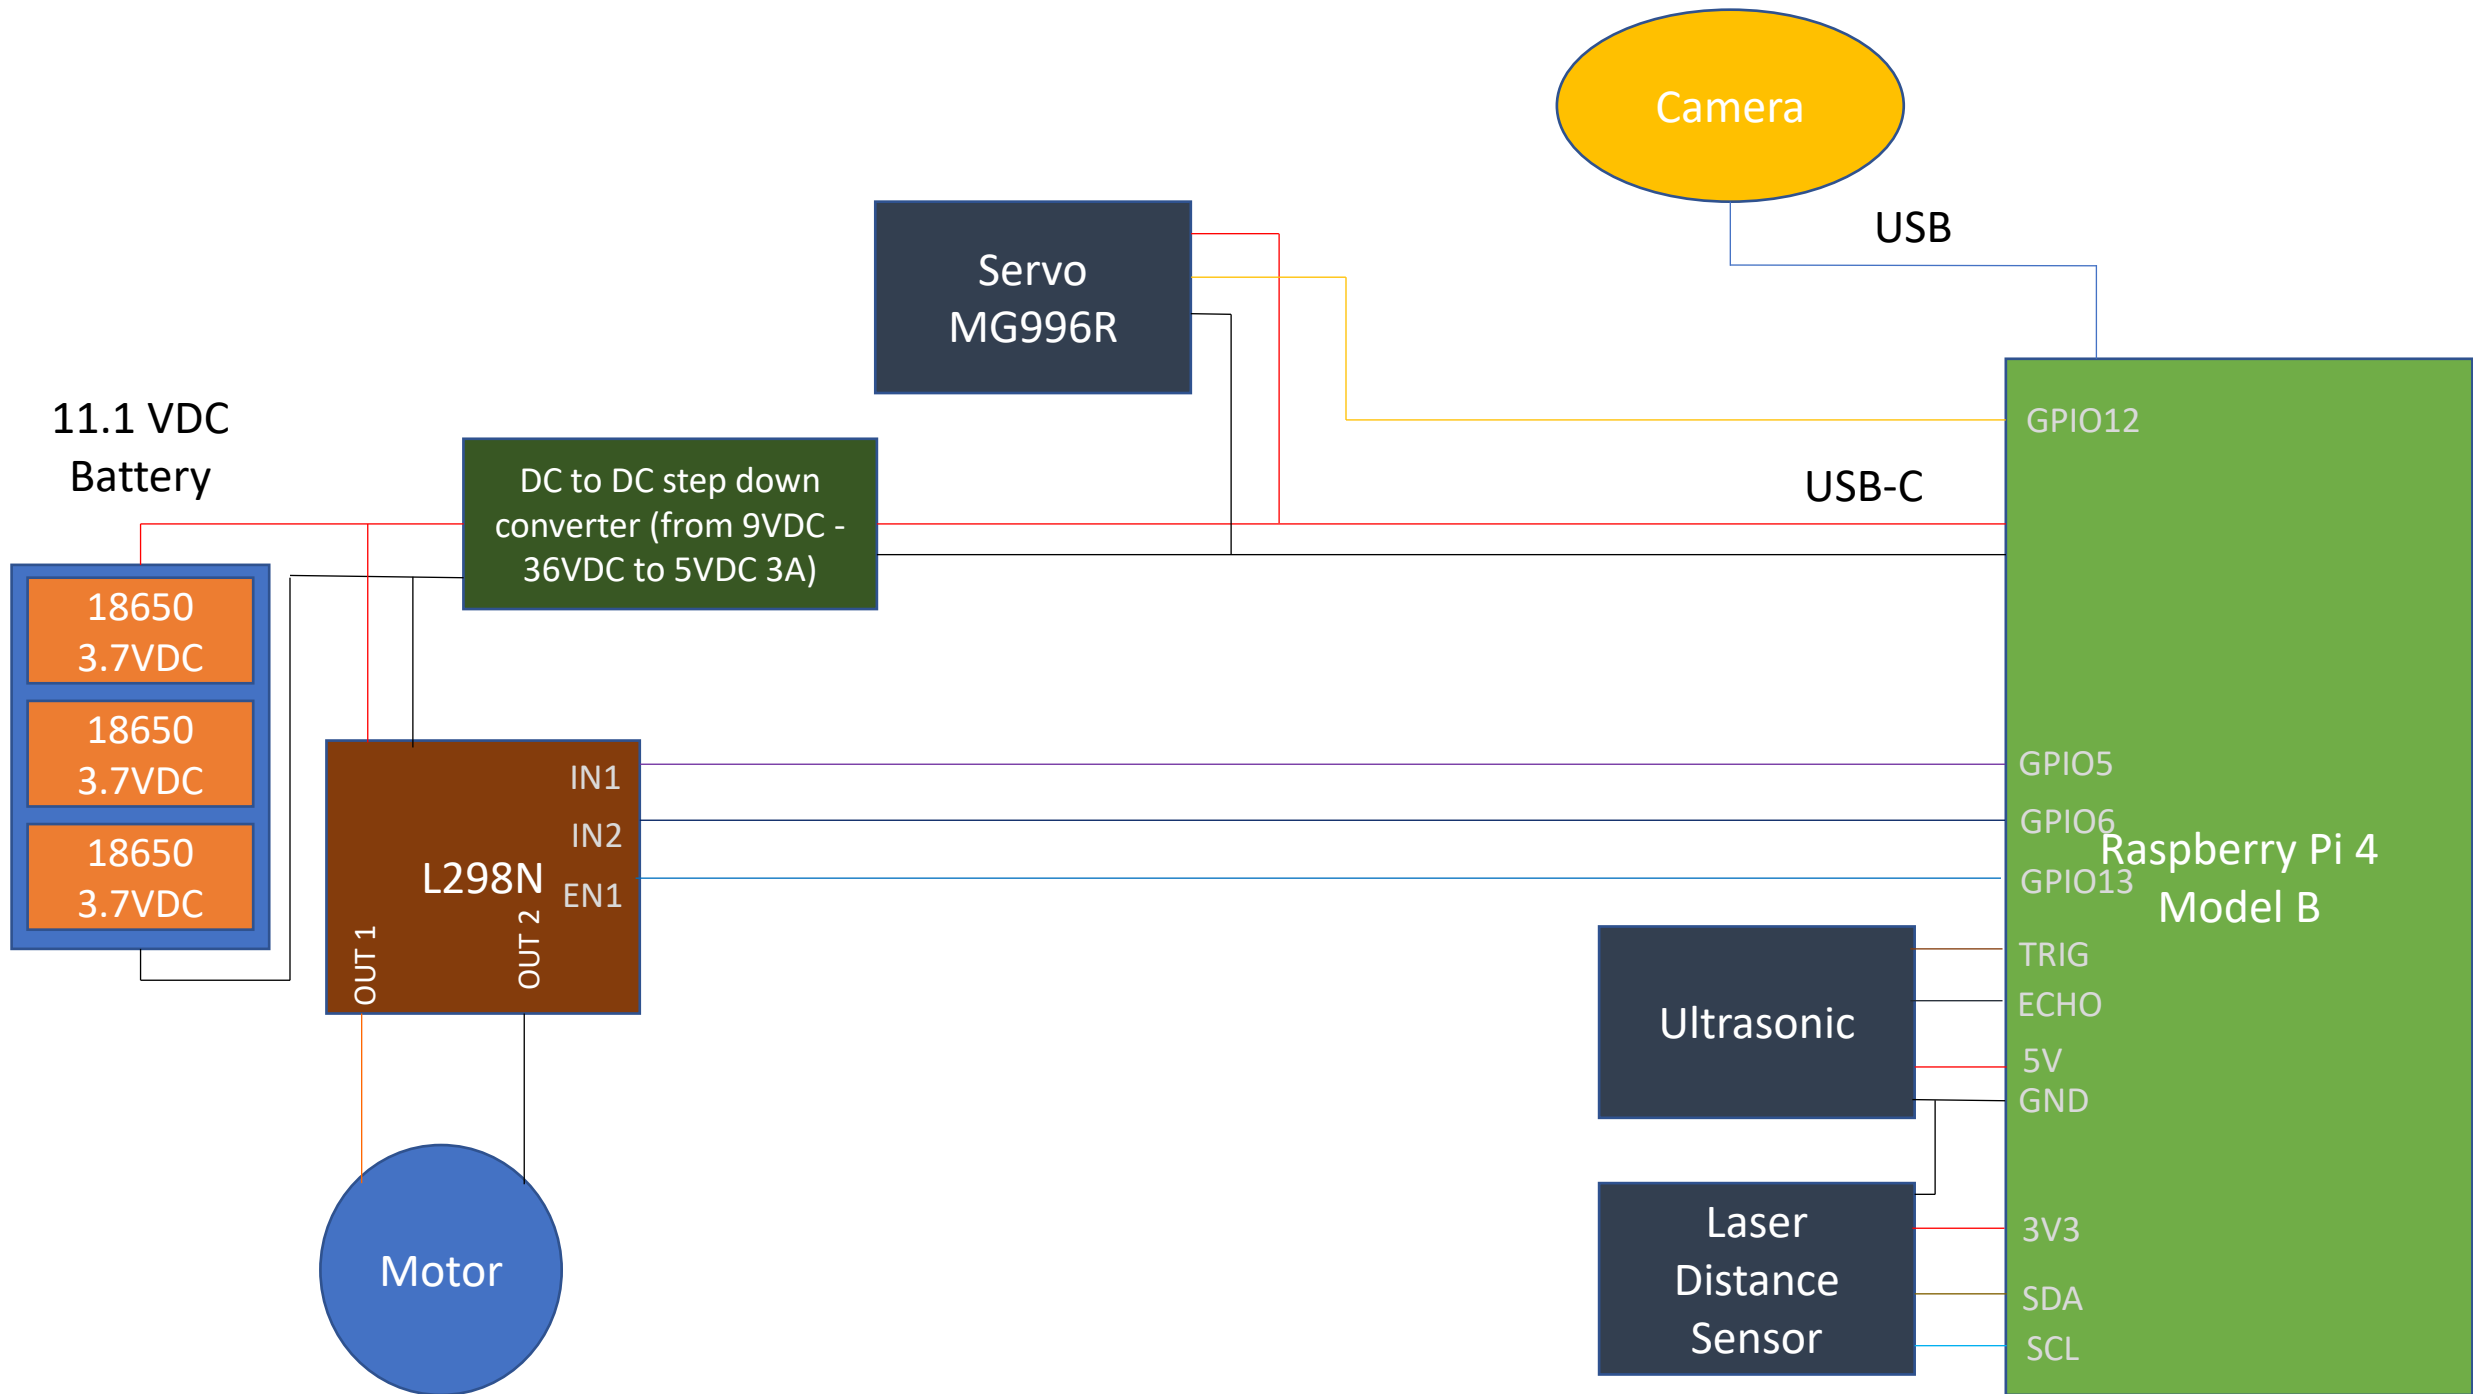 Camera
USB
Servo
MG996R
11.1 VDC
Battery
DC to DC step down
converter (from 9VDC -
36VDC to 5VDC 3A)
USB-C
GPIO12
18650
3.7VDC
18650
3.7VDC
18650
3.7VDC
IN1
IN2
EN1
L298N
OUT 1
OUT 2
GPIO5
GPIO6
GPIO13
Raspberry Pi 4
Model B
TRIG
ECHO
5V
GND
Ultrasonic
3V3
SDA
SCL
Laser
Distance
Sensor
Motor